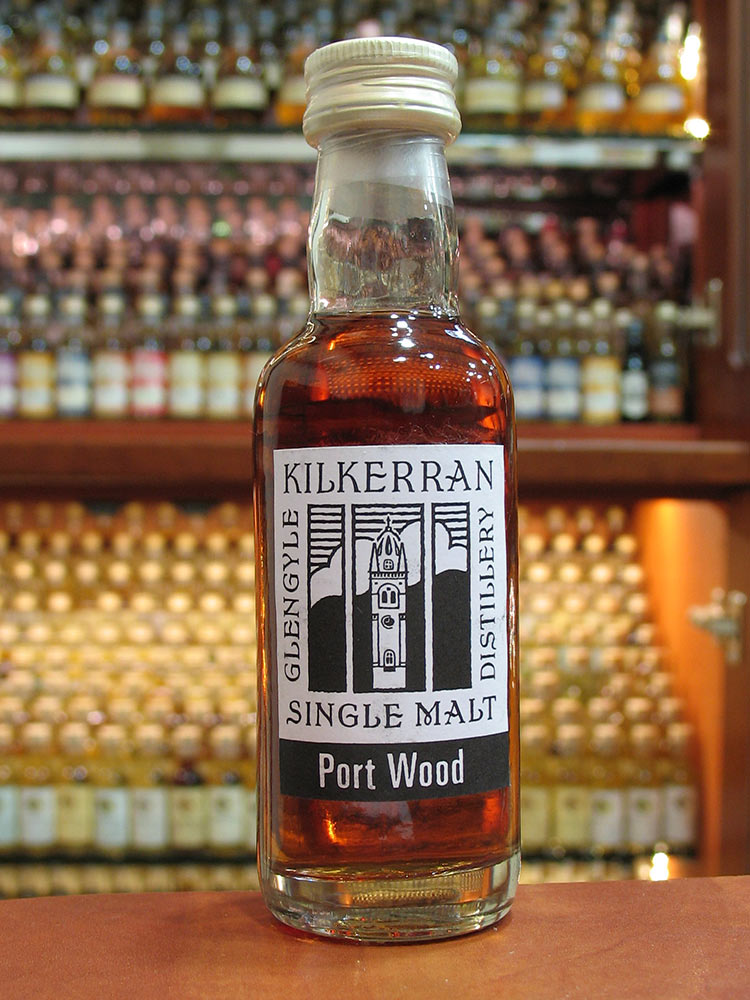 KILKERRAN
GLENGYLE
DISTILLERY
SINGLE MALT
Port Wood